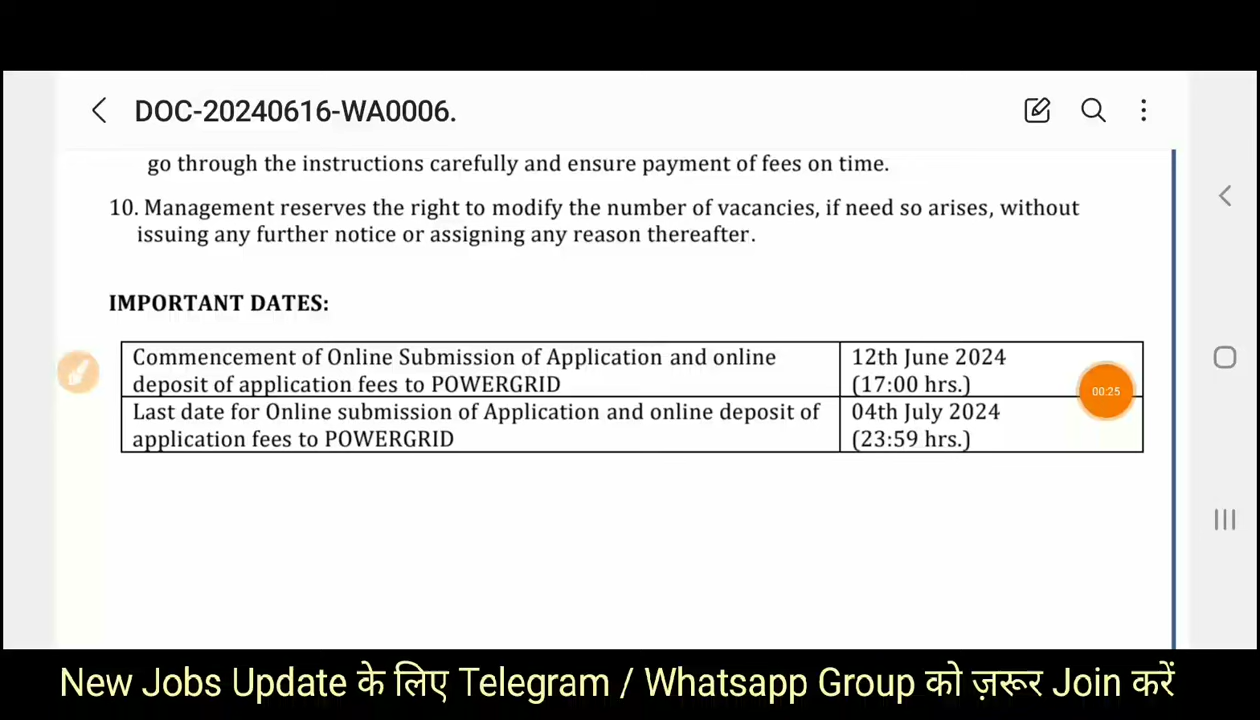 DOC-20240616-WA0006.
go through the instructions carefully and ensure payment of fees on time.
10. Management reserves the right to modify the number of vacancies, if need so arises, without
issuing any further notice or assigning any reason thereafter.
IMPORTANT DATES:
Commencement of Online Submission of Application and online
deposit of application fees to POWERGRID
12th June 2024
(17:00 hrs.)
Last date for Online submission of Application and online deposit of
application fees to POWERGRID
04th July 2024
(23:59 hrs.)
00:25
New Jobs Update के लिए Telegram / Whatsapp Group को ज़रूर Join करें